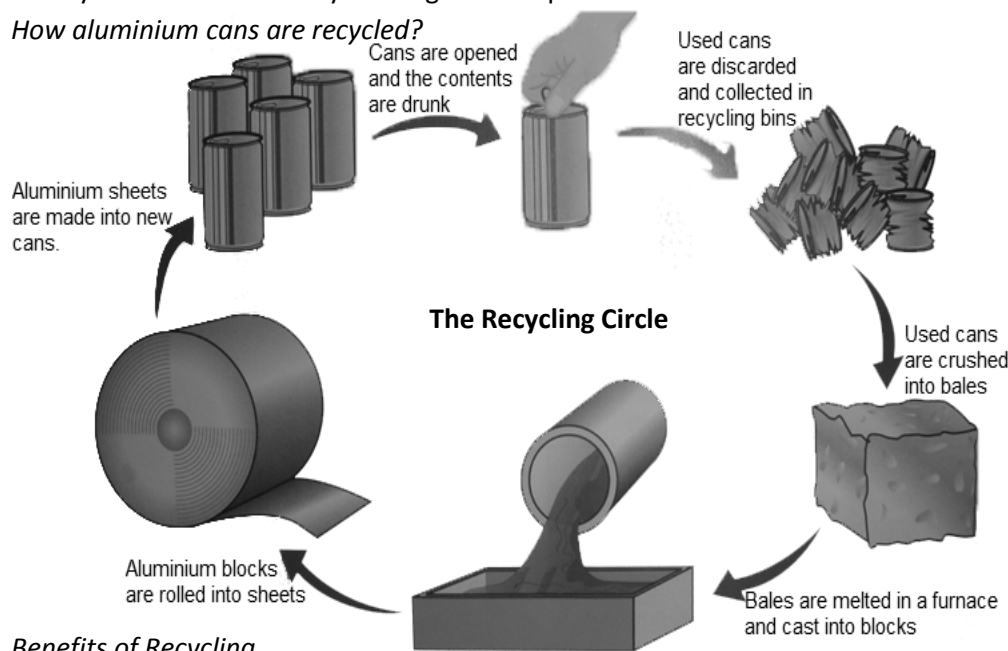 How aluminium cans are recycled?
Cans are opened
and the contents
are drunk
Used cans
are discarded
and collected in
recycling bins
Aluminium sheets
are made into new
cans.
The Recycling Circle
Used cans
are crushed
into bales
Aluminium blocks
are rolled into sheets
Bales are melted in a furnace
and cast into blocks
Benefits of Recycling